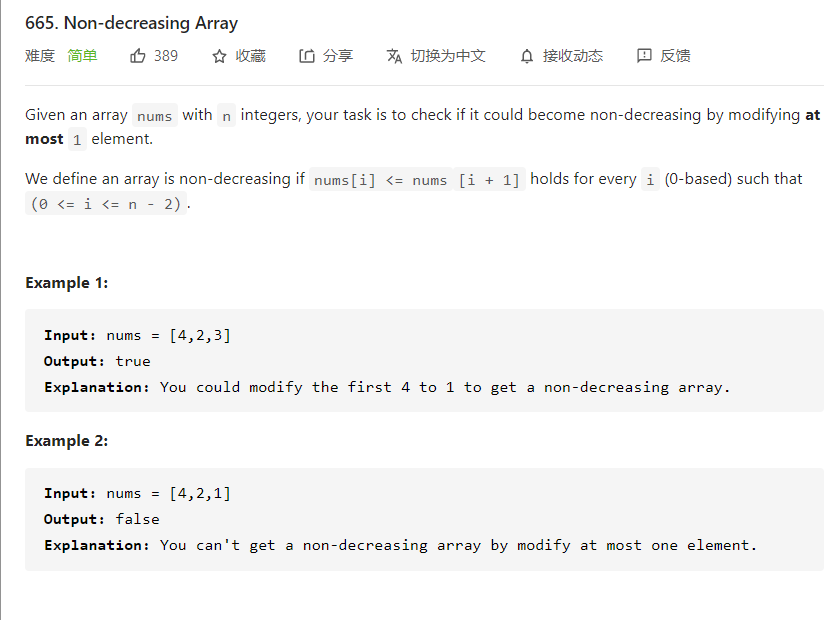 665. Non-decreasing Array
难度 简单 389 收藏 分享 切换为中文 接收动态 反馈
Given an array nums with n integers, your task is to check if it could become non-decreasing by modifying at
most 1 element.
We define an array is non-decreasing if nums[i] <= nums [i + 1] holds for every i (0-based) such that
(0 <= i <= n - 2).
Example 1:
Input: nums = [4,2,3]
Output: true
Explanation: You could modify the first 4 to 1 to get a non-decreasing array.
Example 2:
Input: nums = [4,2,1]
Output: false
Explanation: You can't get a non-decreasing array by modify at most one element.